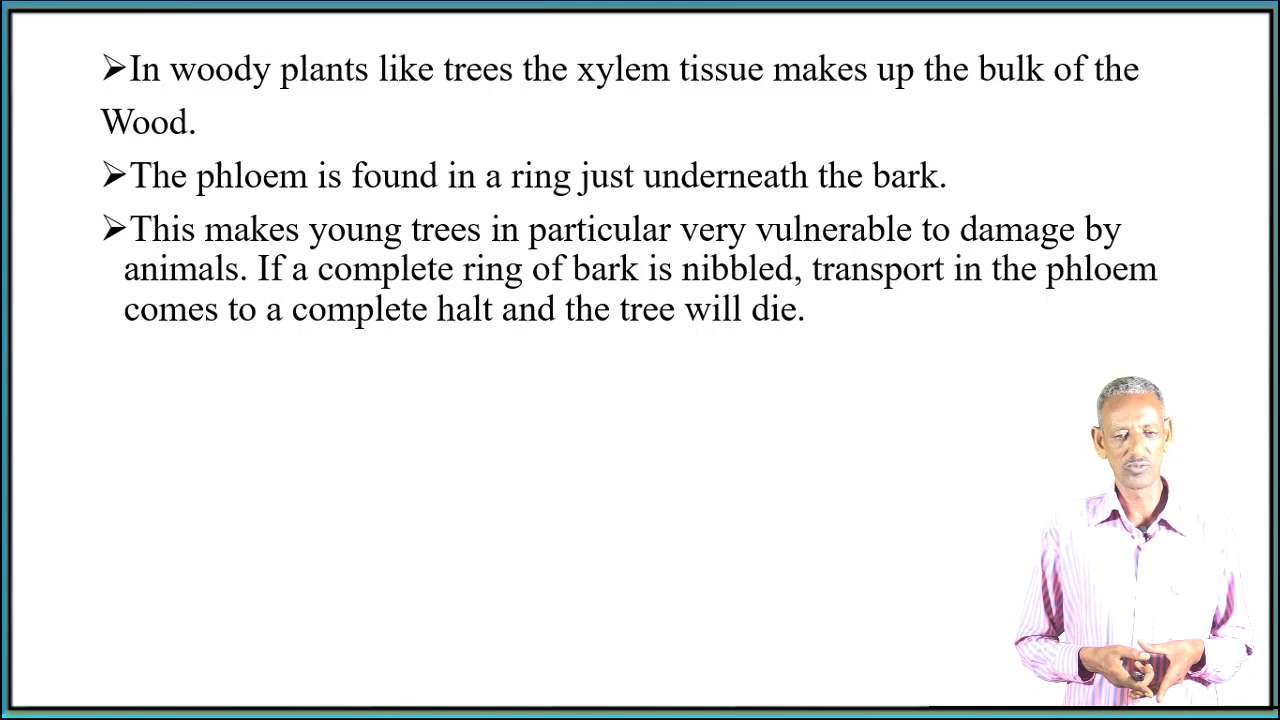 ➢In woody plants like trees the xylem tissue makes up the bulk of the
Wood.
➢The phloem is found in a ring just underneath the bark.
➢This makes young trees in particular very vulnerable to damage by
animals. If a complete ring of bark is nibbled, transport in the phloem
comes to a complete halt and the tree will die.